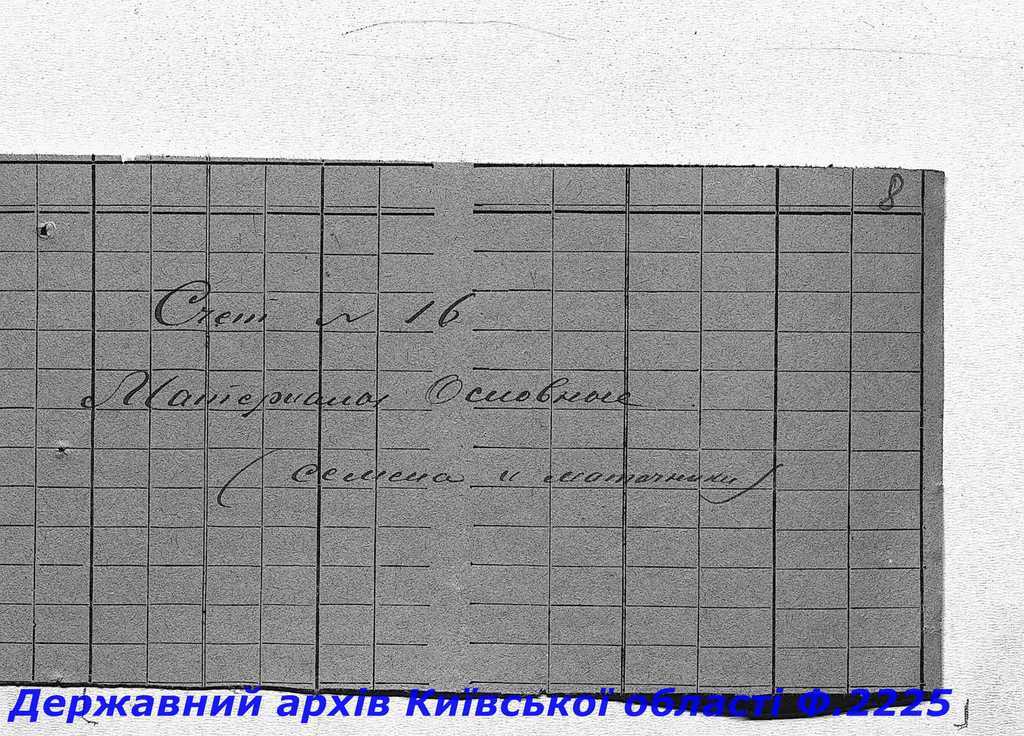 8
Счет № 16
Материалы Основные
(семена и маточники)
Державний архів Київської області Ф.2225